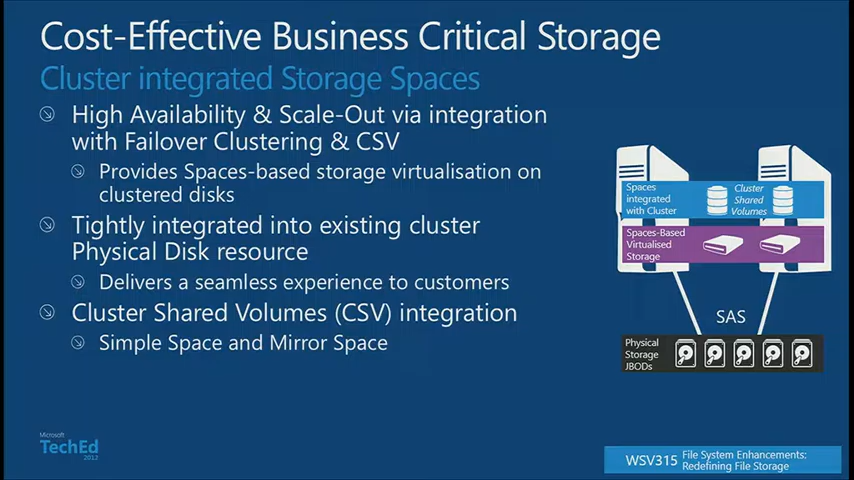 Cost-Effective Business Critical Storage
Cluster integrated Storage Spaces
High Availability & Scale-Out via integration
with Failover Clustering & CSV
Provides Spaces-based storage virtualisation on
clustered disks
Tightly integrated into existing cluster
Physical Disk resource
Delivers a seamless experience to customers
Cluster Shared Volumes (CSV) integration
Simple Space and Mirror Space
Spaces
integrated
with Cluster
Cluster
Shared
Volumes
Spaces-Based
Virtualised
Storage
SAS
Physical
Storage
JBODs
Microsoft
TechEd
2012
WSV315
File System Enhancements:
Redefining File Storage